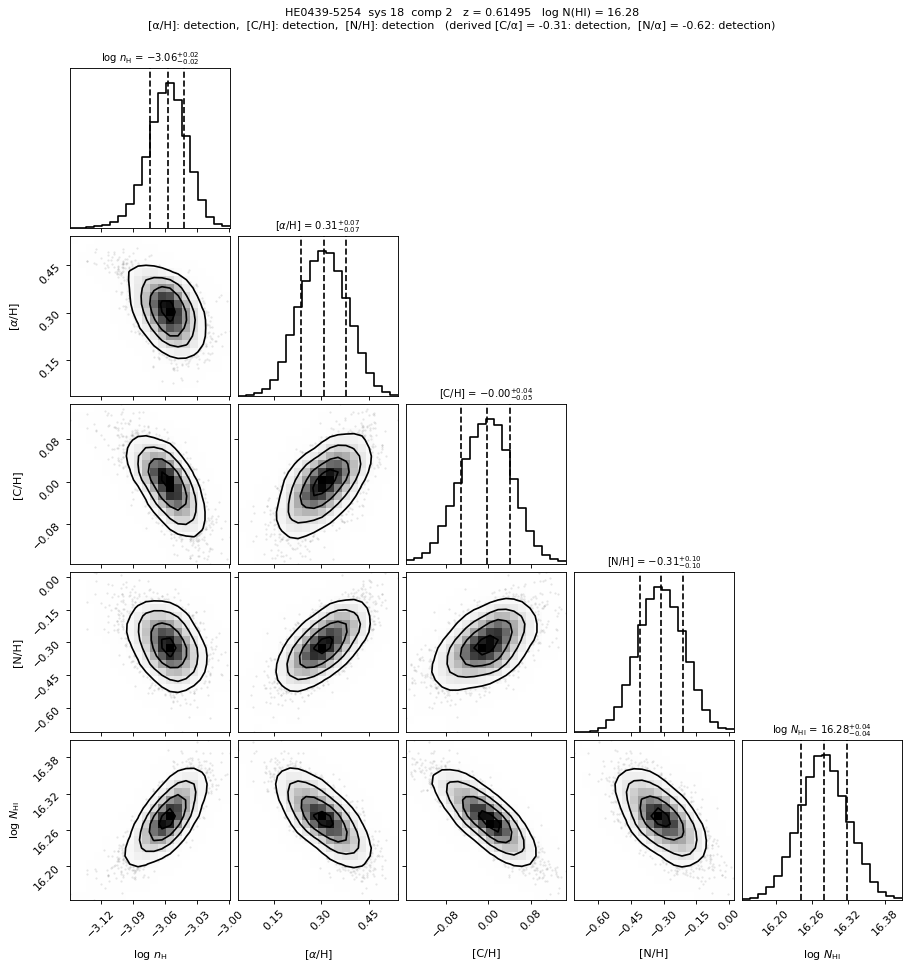 HE0439-5254  sys 18  comp 2   z = 0.61495   log N(HI) = 16.28
[α/H]: detection,  [C/H]: detection,  [N/H]: detection   (derived [C/α] = -0.31: detection,  [N/α] = -0.62: detection)
log n_H = −3.06^{+0.02}_{−0.02}
[α/H] = 0.31^{+0.07}_{−0.07}
[α/H]
0.45
0.30
0.15
[C/H] = −0.00^{+0.04}_{−0.05}
[C/H]
0.08
0.00
−0.08
[N/H] = −0.31^{+0.10}_{−0.10}
[N/H]
0.00
−0.15
−0.30
−0.45
−0.60
log N_HI = 16.28^{+0.04}_{−0.04}
log N_HI
16.38
16.32
16.26
16.20
−3.12 −3.09 −3.06 −3.03 −3.00
0.15 0.30 0.45
−0.08 0.00 0.08
−0.60 −0.45 −0.30 −0.15 0.00
16.20 16.26 16.32 16.38
log n_H
[α/H]
[C/H]
[N/H]
log N_HI